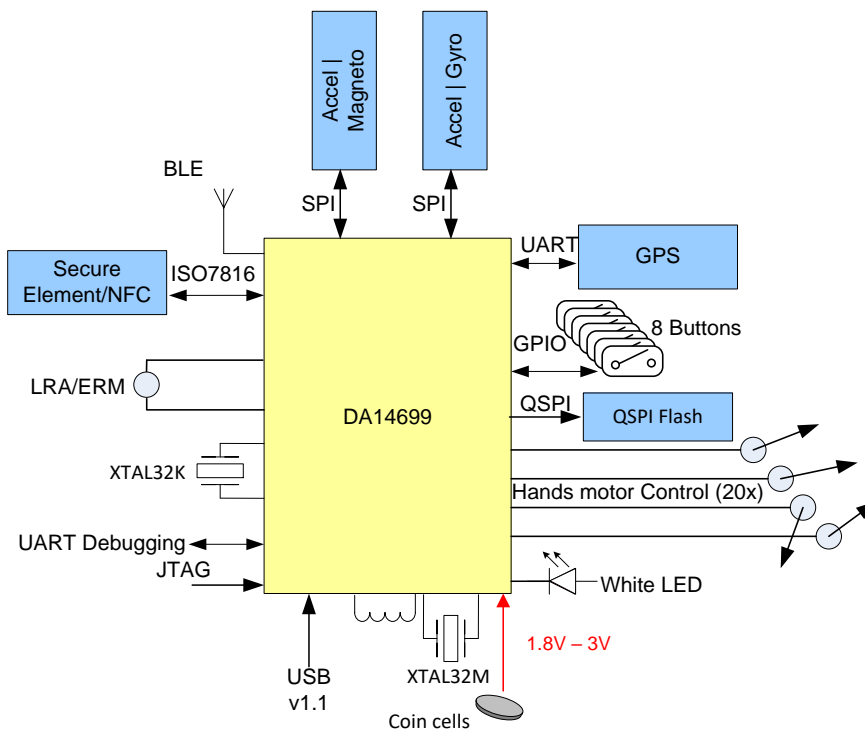 Accel |
Magneto
Accel | Gyro
BLE
SPI
SPI
UART
GPS
Secure
Element/NFC
ISO7816
8 Buttons
GPIO
LRA/ERM
DA14699
QSPI
QSPI Flash
XTAL32K
Hands motor Control (20x)
UART Debugging
JTAG
White LED
1.8V – 3V
USB
v1.1
XTAL32M
Coin cells